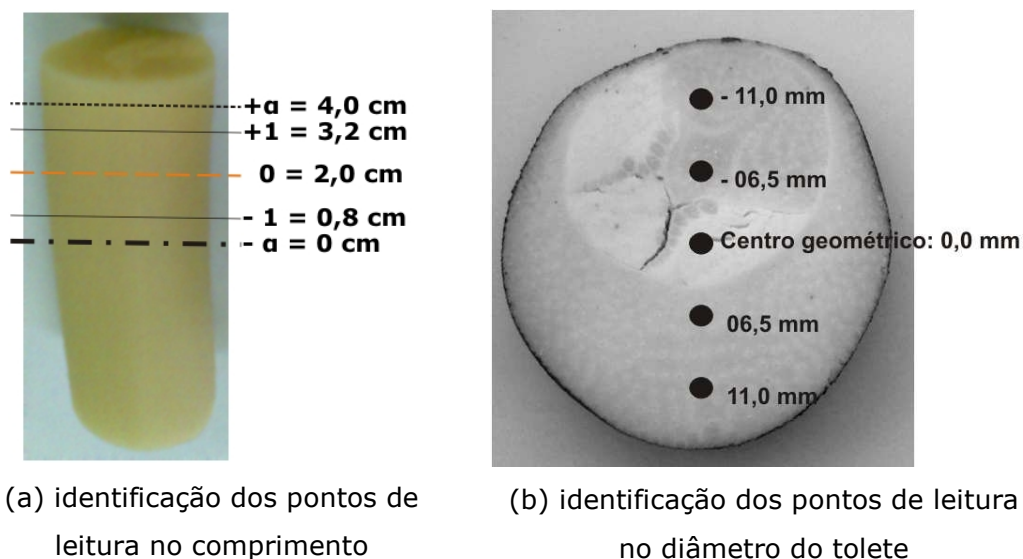 +α = 4,0 cm
+1 = 3,2 cm
0 = 2,0 cm
- 1 = 0,8 cm
- α = 0 cm
- 11,0 mm
- 06,5 mm
Centro geométrico: 0,0 mm
06,5 mm
11,0 mm
(a) identificação dos pontos de
leitura no comprimento
(b) identificação dos pontos de leitura
no diâmetro do tolete